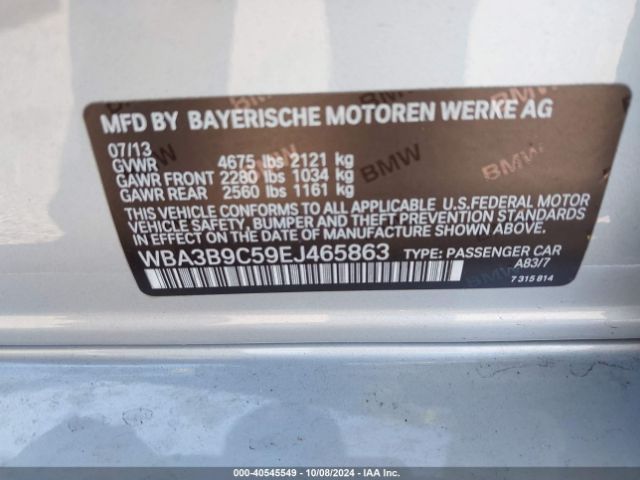 MFD BY BAYERISCHE MOTOREN WERKE AG
07/13
GVWR 4675 lbs 2121 kg
GAWR FRONT 2280 lbs 1034 kg
GAWR REAR 2560 lbs 1161 kg
THIS VEHICLE CONFORMS TO ALL APPLICABLE U.S.FEDERAL MOTOR
VEHICLE SAFETY, BUMPER AND THEFT PREVENTION STANDARDS
IN EFFECT ON THE DATE OF MANUFACTURE SHOWN ABOVE.
WBA3B9C59EJ465863 TYPE: PASSENGER CAR
A83/7
7 315 814
BMW
BMW
BMW
000-40545549 | 10/08/2024 | IAA Inc.